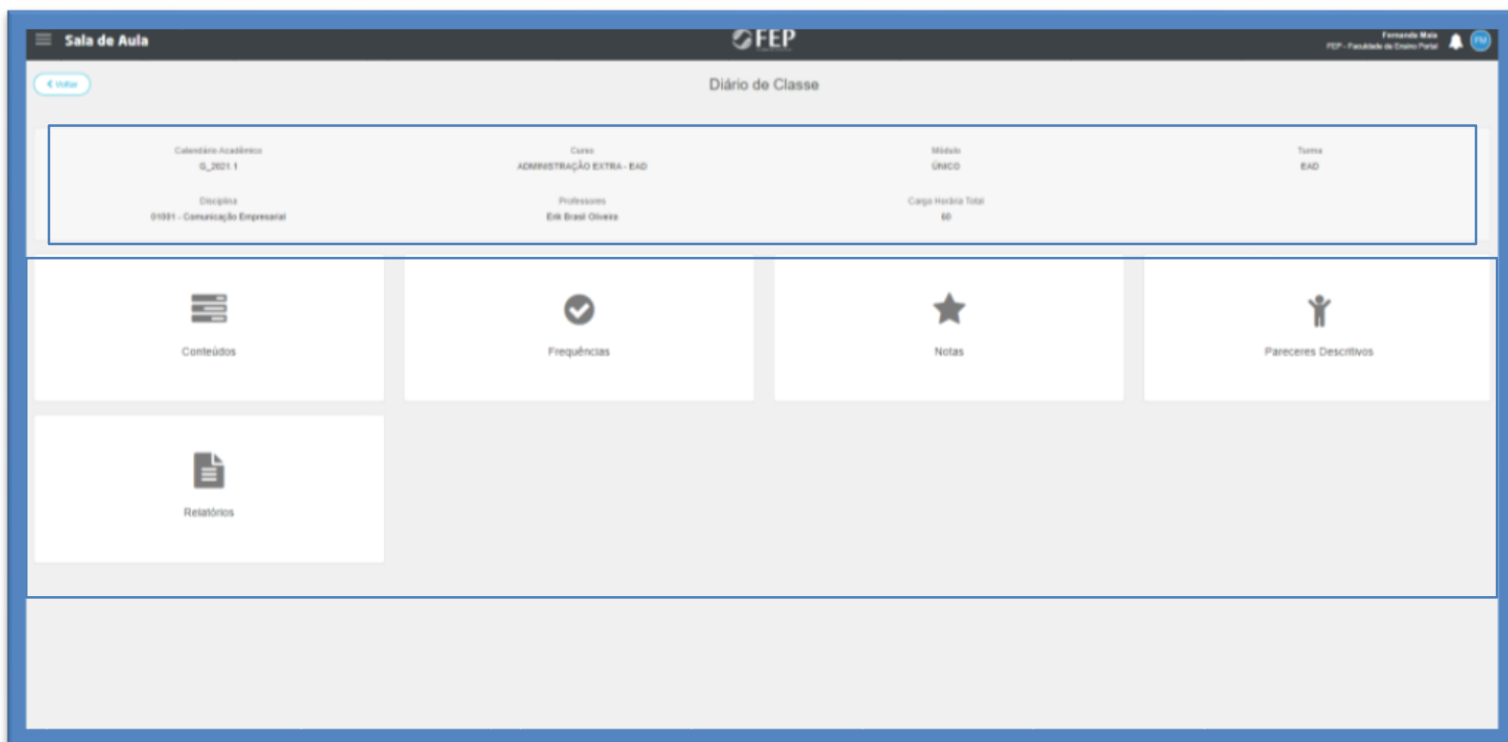 Sala de Aula
FEP
Fernanda Maia
FEP - Faculdade de Ensino Portal
FM
Voltar
Diário de Classe
Calendário Acadêmico
G_2021.1
Curso
ADMINISTRAÇÃO EXTRA - EAD
Módulo
ÚNICO
Turma
EAD
Disciplina
01001 - Comunicação Empresarial
Professores
Erik Brasil Oliveira
Carga Horária Total
60
Conteúdos
Frequências
Notas
Pareceres Descritivos
Relatórios